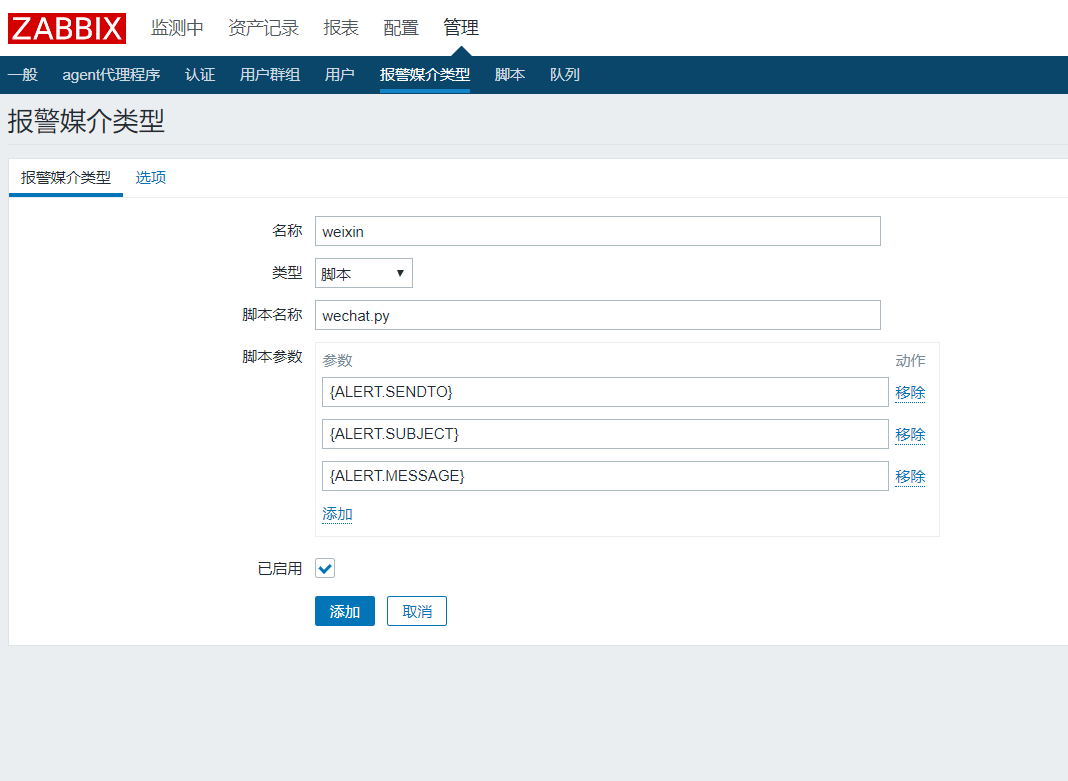 ZABBIX 监测中 资产记录 报表 配置 管理
一般 agent代理程序 认证 用户群组 用户 报警媒介类型 脚本 队列
报警媒介类型
报警媒介类型 选项
名称 weixin
类型 脚本
脚本名称 wechat.py
脚本参数 参数 动作
{ALERT.SENDTO} 移除
{ALERT.SUBJECT} 移除
{ALERT.MESSAGE} 移除
添加
已启用
添加 取消